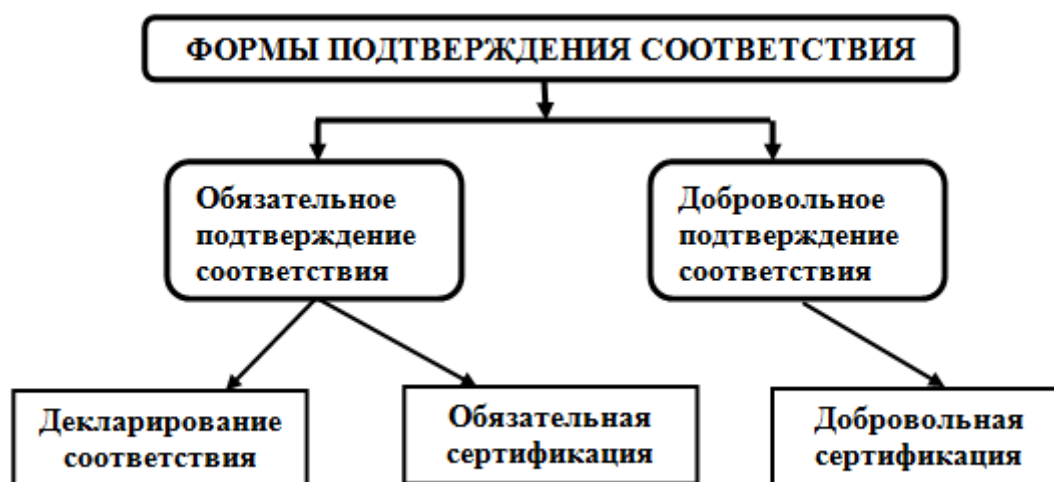 ФОРМЫ ПОДТВЕРЖДЕНИЯ СООТВЕТСТВИЯ
Обязательное
подтверждение
соответствия
Добровольное
подтверждение
соответствия
Декларирование
соответствия
Обязательная
сертификация
Добровольная
сертификация